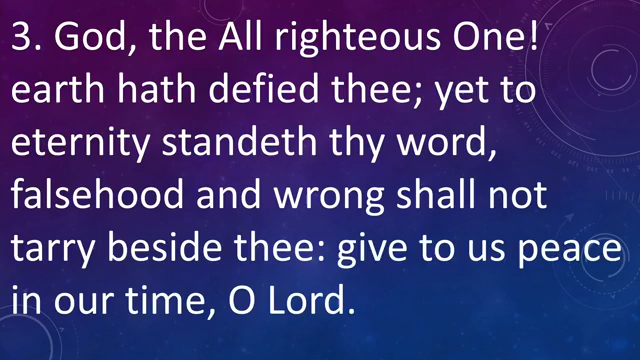 3. God, the All righteous One!
earth hath defied thee; yet to
eternity standeth thy word,
falsehood and wrong shall not
tarry beside thee: give to us peace
in our time, O Lord.